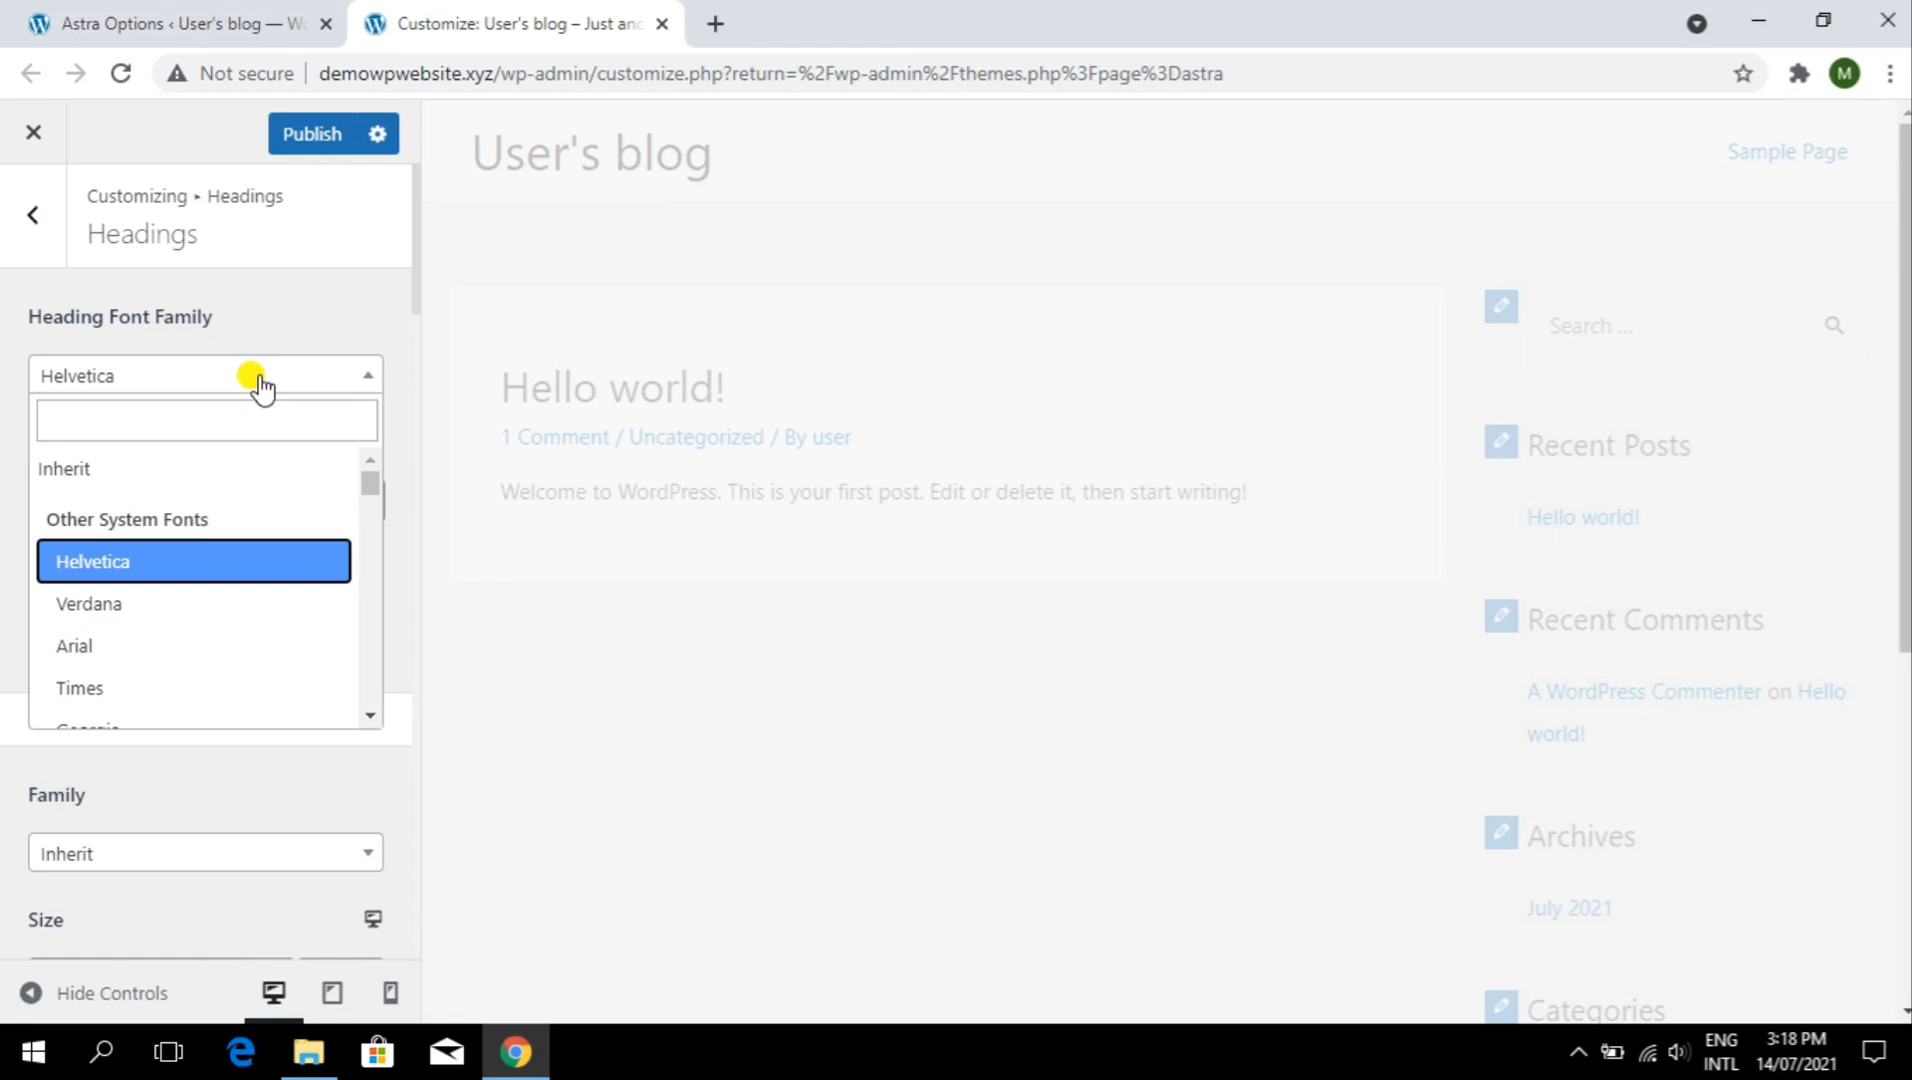 Astra Options ‹ User's blog — Wo
Customize: User's blog – Just ano
Not secure
demowpwebsite.xyz/wp-admin/customize.php?return=%2Fwp-admin%2Fthemes.php%3Fpage%3Dastra
M
Publish
Customizing ▸ Headings
Headings
Heading Font Family
Helvetica
Inherit
Other System Fonts
Helvetica
Verdana
Arial
Times
Georgia
Family
Inherit
Size
Hide Controls
User's blog
Sample Page
Hello world!
1 Comment / Uncategorized / By user
Welcome to WordPress. This is your first post. Edit or delete it, then start writing!
Search ...
Recent Posts
Hello world!
Recent Comments
A WordPress Commenter on Hello
world!
Archives
July 2021
Categories
ENG
INTL
3:18 PM
14/07/2021